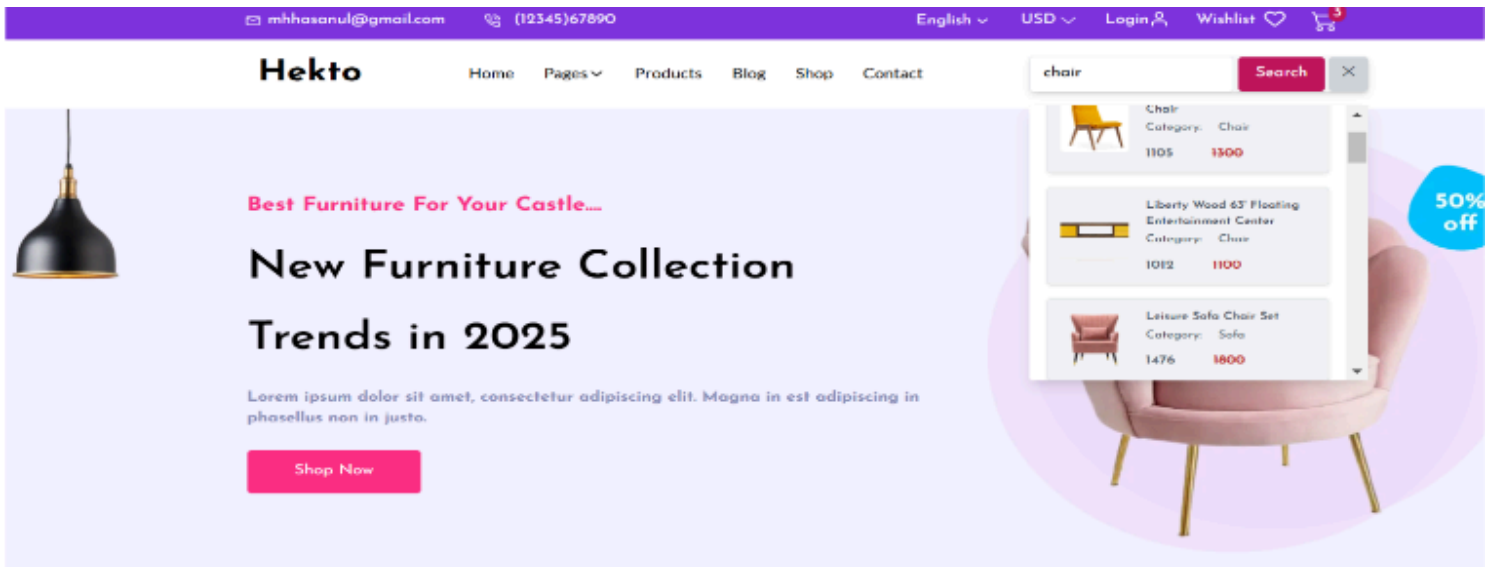 mhhasanul@gmail.com (12345)67890 English USD Login Wishlist 3
Hekto Home Pages Products Blog Shop Contact chair Search
Chair
Category: Chair
1105 1300
Liberty Wood 63" Floating
Entertainment Center
Category: Chair
1012 1100
Leisure Sofa Chair Set
Category: Sofa
1476 1800
50%
off
Best Furniture For Your Castle....
New Furniture Collection
Trends in 2025
Lorem ipsum dolor sit amet, consectetur adipiscing elit. Magna in est adipiscing in
phasellus non in justo.
Shop Now